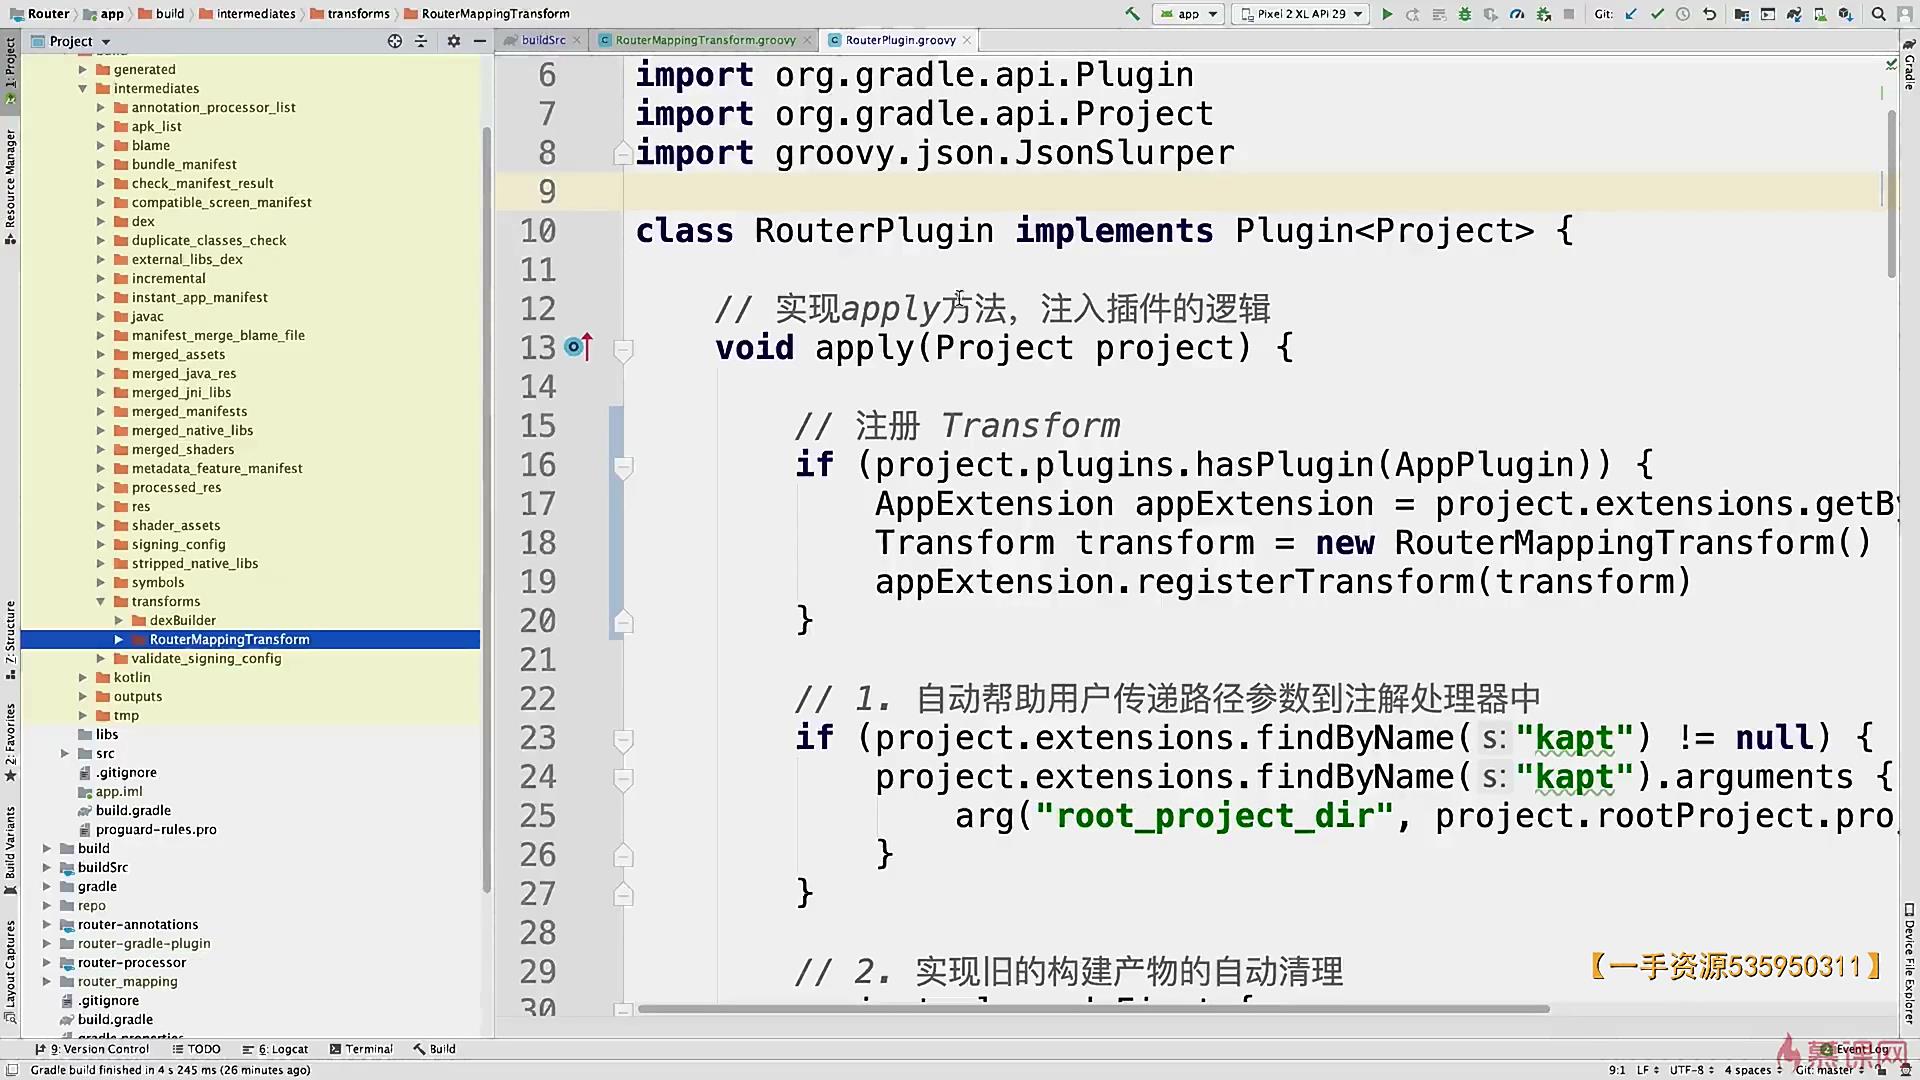 Router
app
build
intermediates
transforms
RouterMappingTransform
app
Pixel 2 XL API 29
Git:
Project
buildSrc
RouterMappingTransform.groovy
RouterPlugin.groovy
1: Project
Resource Manager
Z: Structure
2: Favorites
Build Variants
Layout Captures
generated
intermediates
annotation_processor_list
apk_list
blame
bundle_manifest
check_manifest_result
compatible_screen_manifest
dex
duplicate_classes_check
external_libs_dex
incremental
instant_app_manifest
javac
manifest_merge_blame_file
merged_assets
merged_java_res
merged_jni_libs
merged_manifests
merged_native_libs
merged_shaders
metadata_feature_manifest
processed_res
res
shader_assets
signing_config
stripped_native_libs
symbols
transforms
dexBuilder
RouterMappingTransform
validate_signing_config
kotlin
outputs
tmp
libs
src
.gitignore
app.iml
build.gradle
proguard-rules.pro
build
buildSrc
gradle
repo
router-annotations
router-gradle-plugin
router-processor
router_mapping
.gitignore
build.gradle
gradle.properties
6 import org.gradle.api.Plugin
7 import org.gradle.api.Project
8 import groovy.json.JsonSlurper
9
10 class RouterPlugin implements Plugin<Project> {
11
12 // 实现apply方法，注入插件的逻辑
13 void apply(Project project) {
14
15 // 注册 Transform
16 if (project.plugins.hasPlugin(AppPlugin)) {
17 AppExtension appExtension = project.extensions.getBy
18 Transform transform = new RouterMappingTransform()
19 appExtension.registerTransform(transform)
20 }
21
22 // 1. 自动帮助用户传递路径参数到注解处理器中
23 if (project.extensions.findByName( s: "kapt") != null) {
24 project.extensions.findByName( s: "kapt").arguments {
25 arg("root_project_dir", project.rootProject.pro
26 }
27 }
28
29 // 2. 实现旧的构建产物的自动清理
30
Gradle
Device File Explorer
【一手资源535950311】
慕课网
9: Version Control
TODO
6: Logcat
Terminal
Build
Event Log
Gradle build finished in 4 s 245 ms (26 minutes ago)
9:1 LF UTF-8 4 spaces Git: master